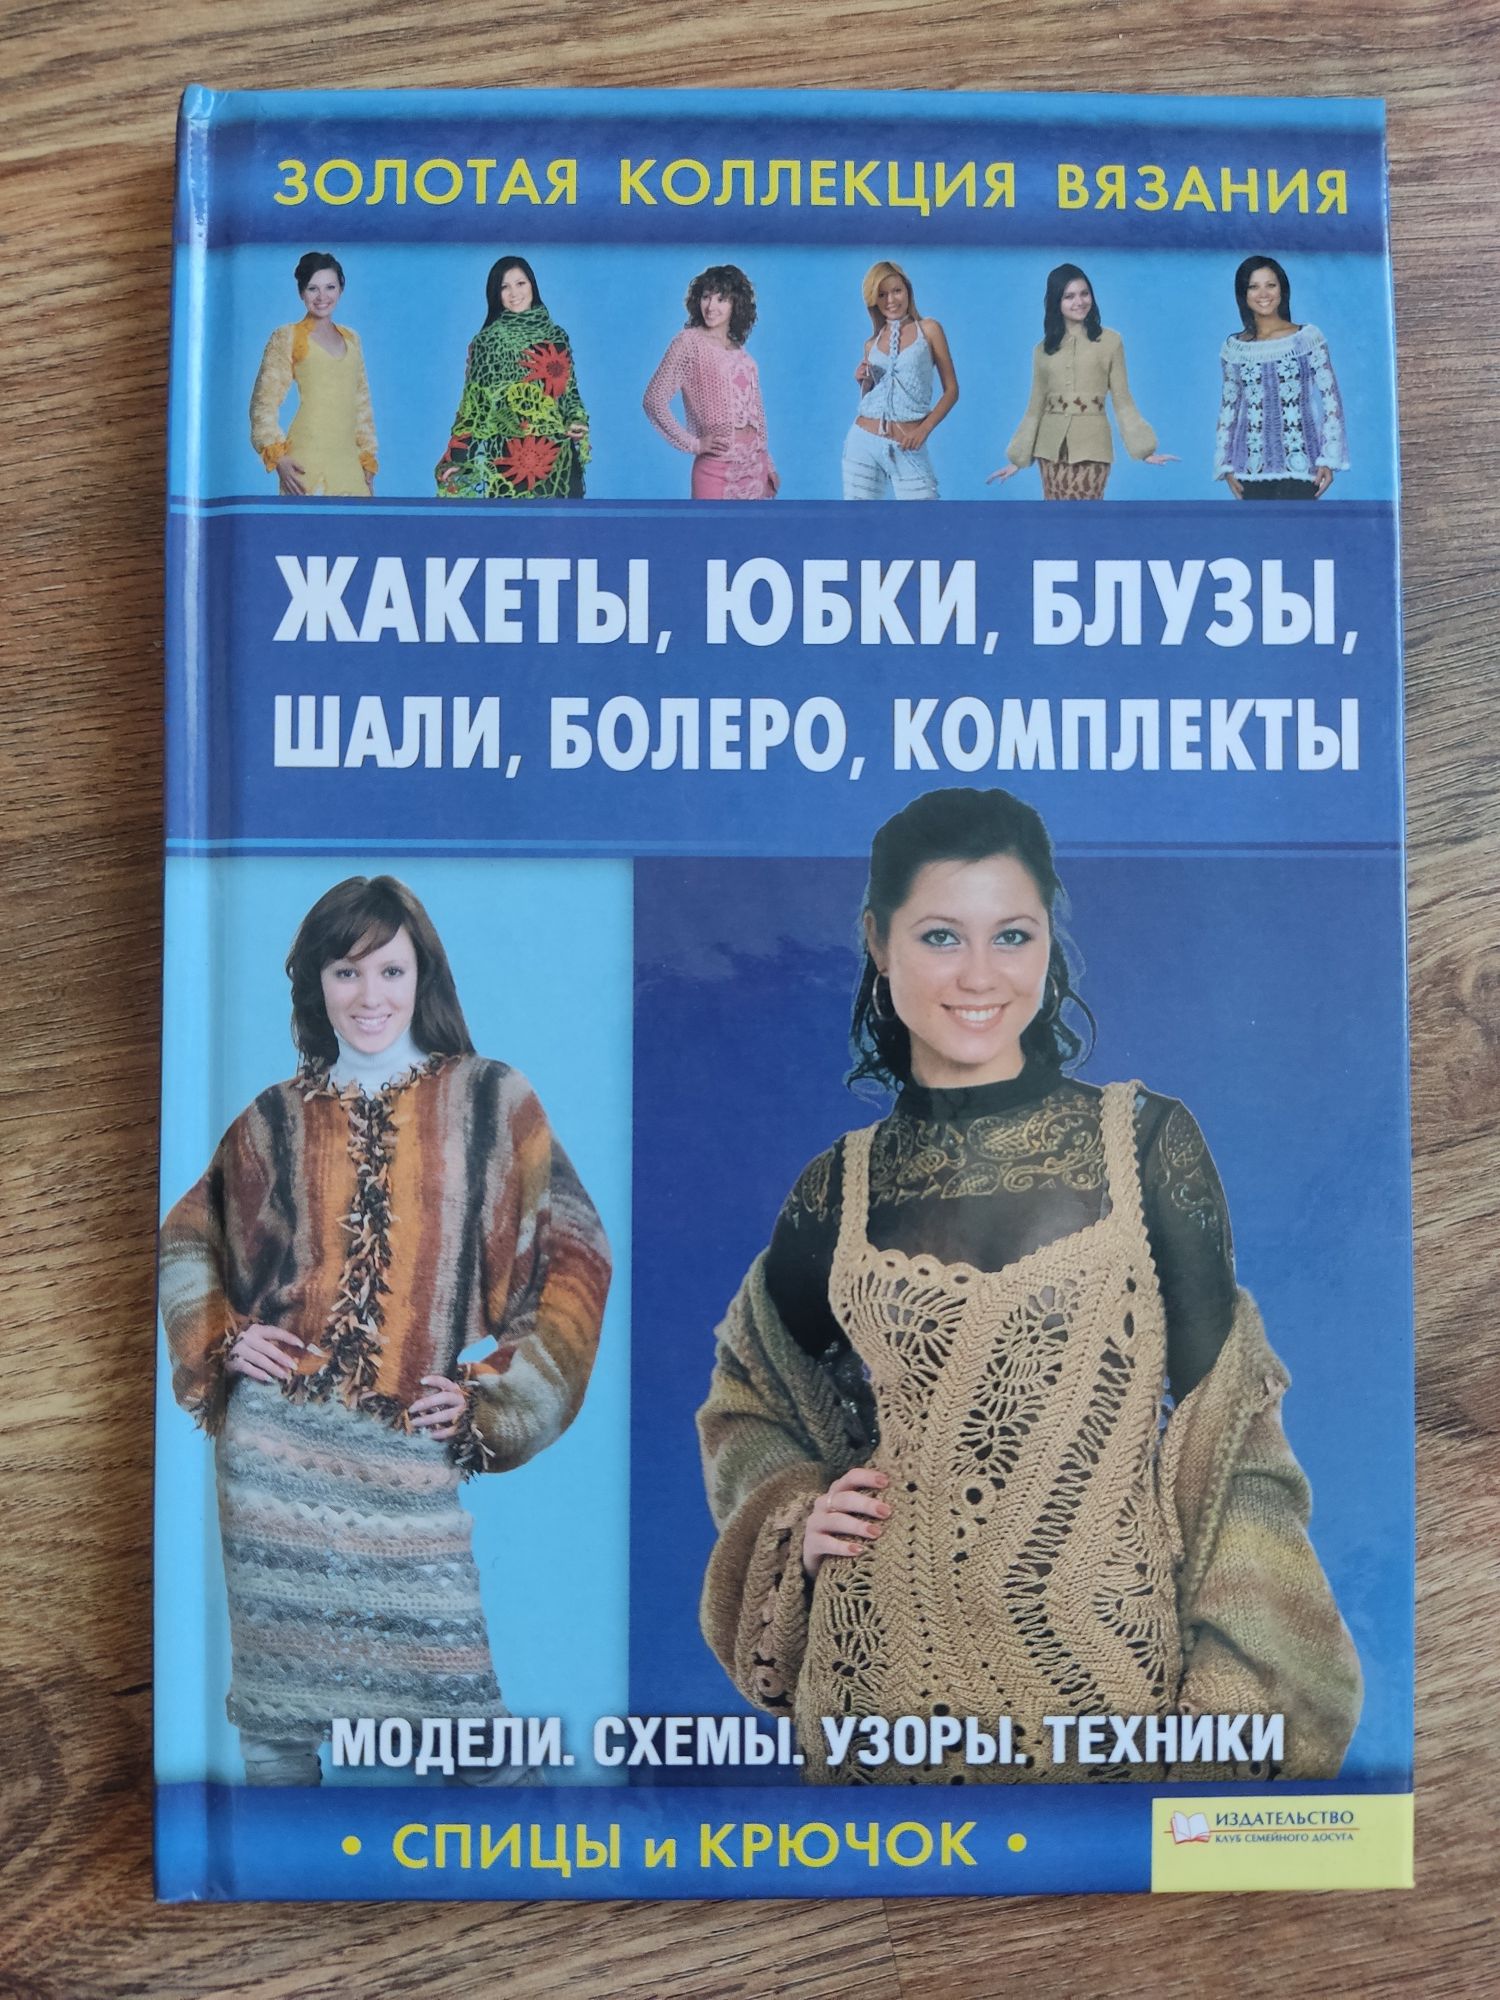 ЗОЛОТАЯ КОЛЛЕКЦИЯ ВЯЗАНИЯ
ЖАКЕТЫ, ЮБКИ, БЛУЗЫ,
ШАЛИ, БОЛЕРО, КОМПЛЕКТЫ
МОДЕЛИ. СХЕМЫ. УЗОРЫ. ТЕХНИКИ
• СПИЦЫ и КРЮЧОК •
ИЗДАТЕЛЬСТВО
КЛУБ СЕМЕЙНОГО ДОСУГА